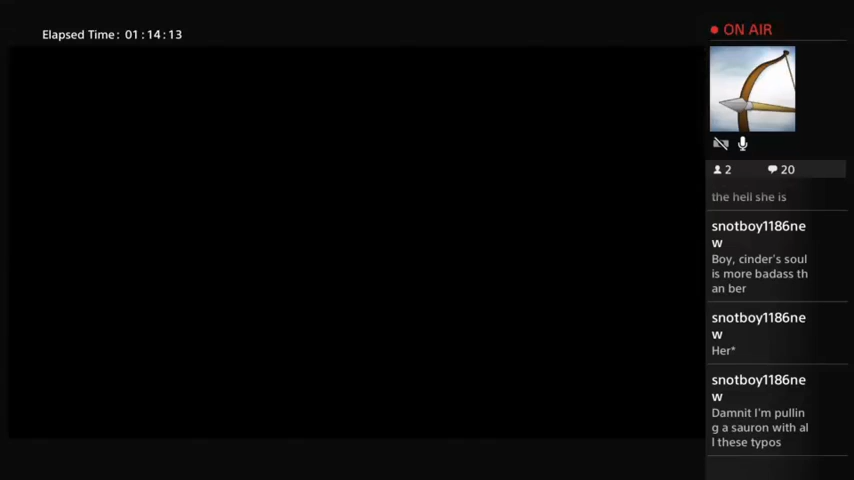 Elapsed Time: 01:14:13
ON AIR
2 20
the hell she is
snotboy1186ne
w
Boy, cinder's soul
is more badass th
an ber
snotboy1186ne
w
Her*
snotboy1186ne
w
Damnit I'm pullin
g a sauron with al
l these typos